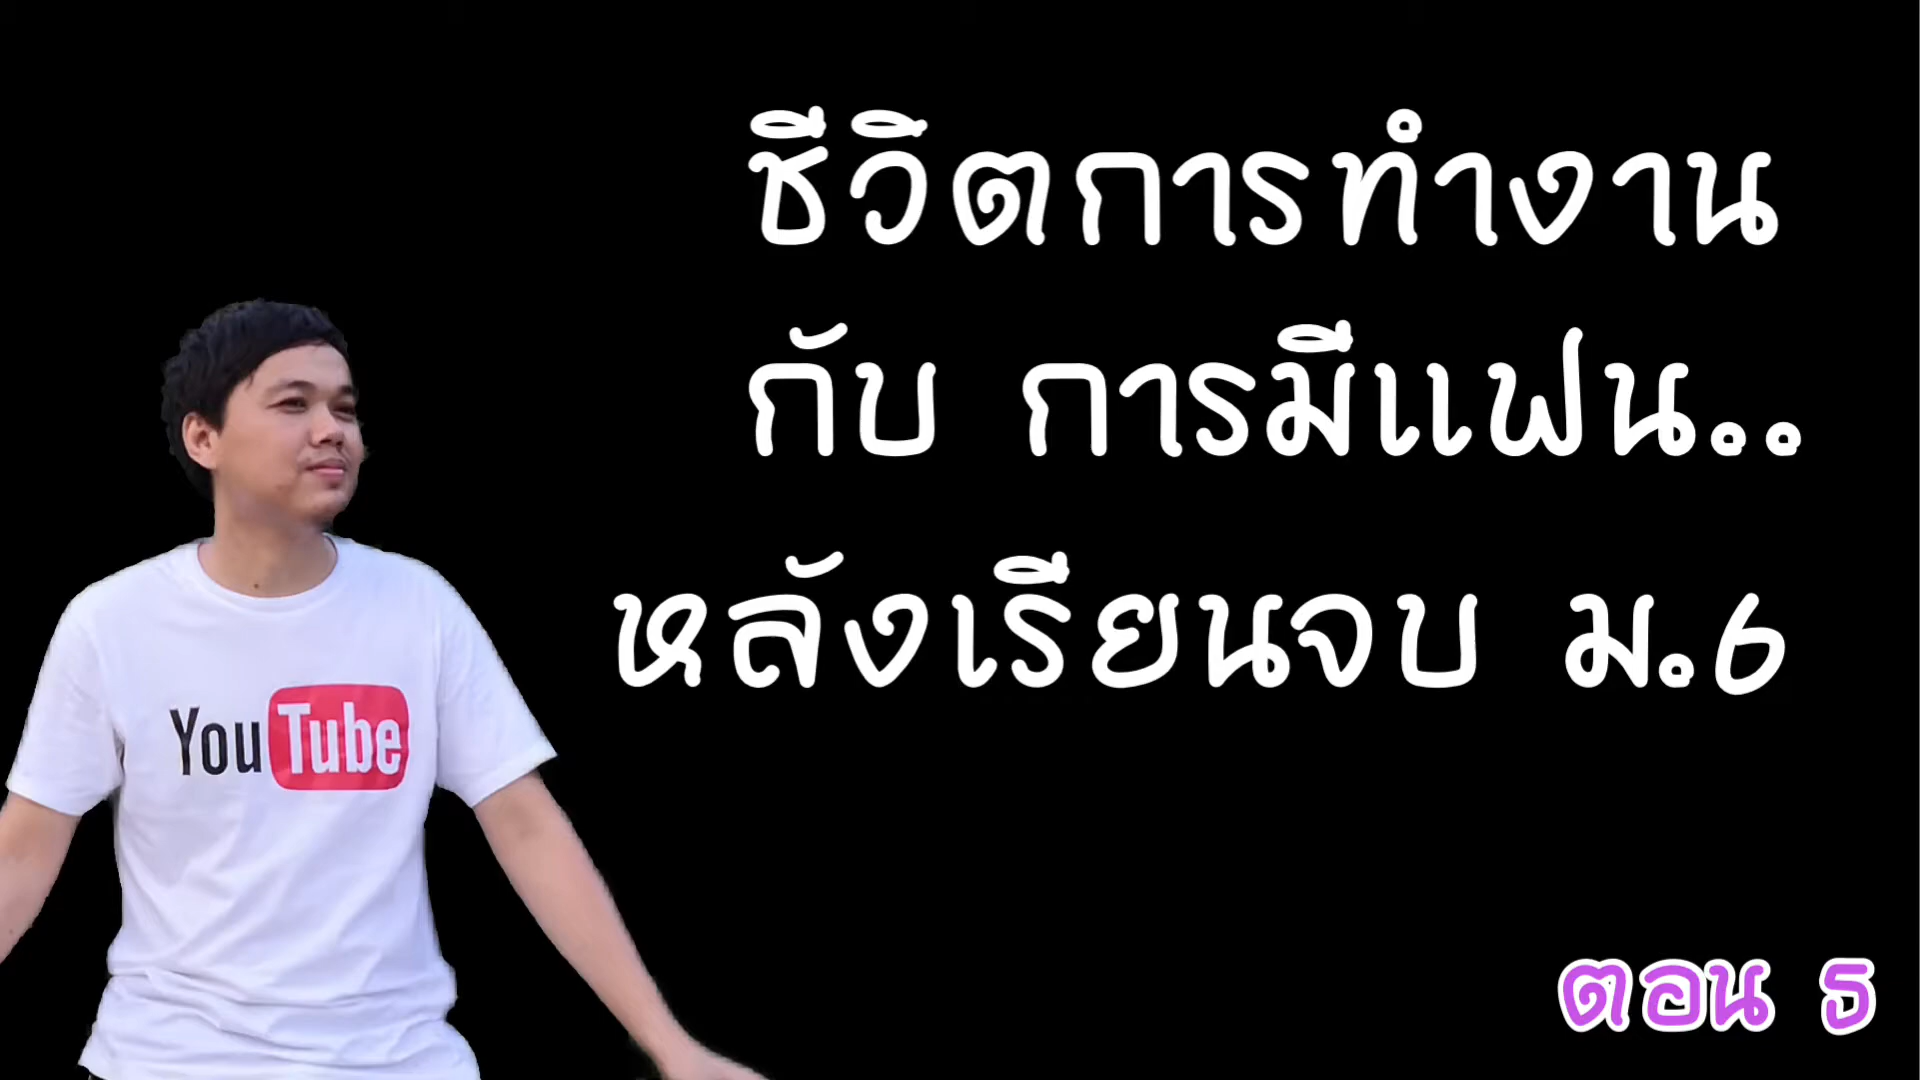 ชีวิตการทำงาน
กับ การมีแฟน..
หลังเรียนจบ ม.6
YouTube
ตอน 5